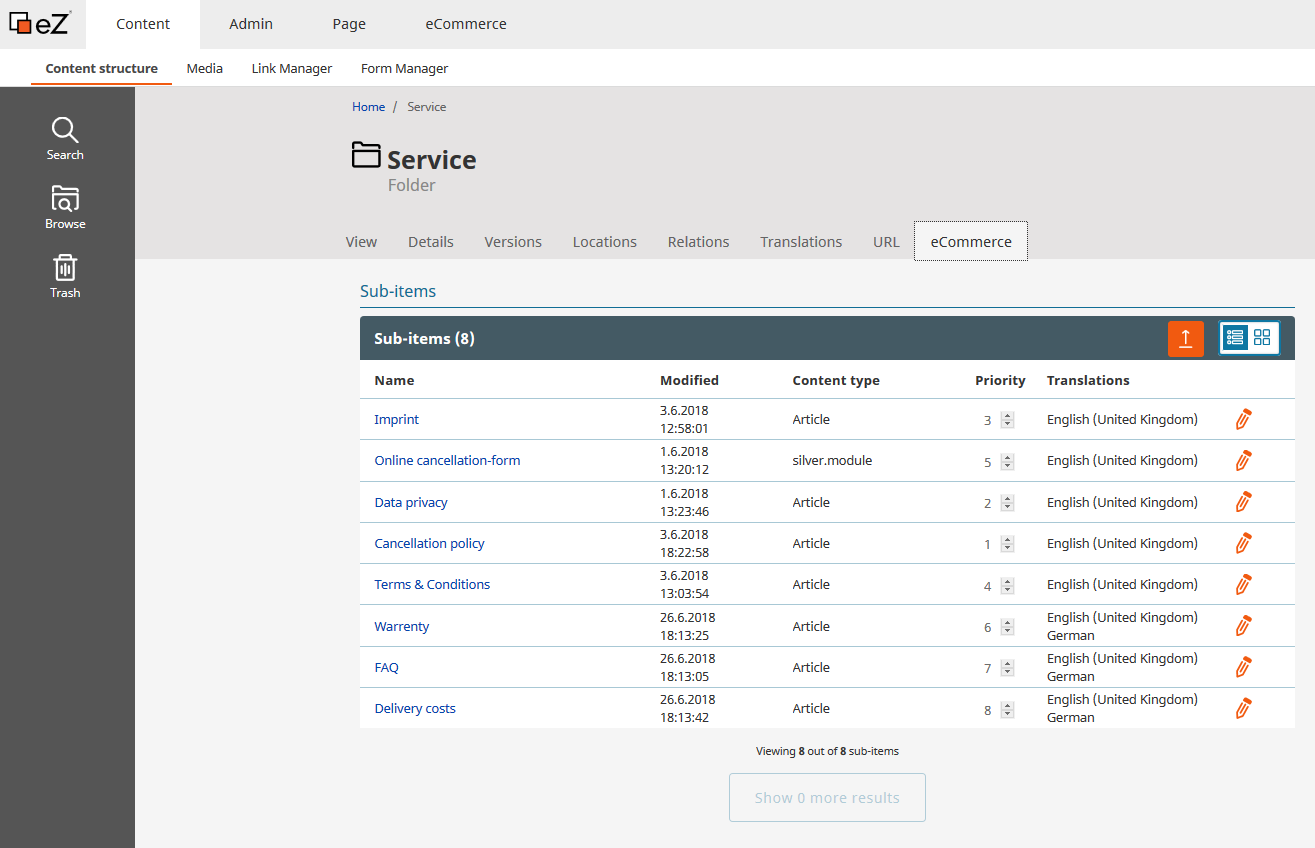 eZ Content Admin Page eCommerce
Content structure Media Link Manager Form Manager
Search
Browse
Trash
Home / Service
Service
Folder
View Details Versions Locations Relations Translations URL eCommerce
Sub-items
Sub-items (8)
Name Modified Content type Priority Translations
Imprint 3.6.2018 12:58:01 Article 3 English (United Kingdom)
Online cancellation-form 1.6.2018 13:20:12 silver.module 5 English (United Kingdom)
Data privacy 1.6.2018 13:23:46 Article 2 English (United Kingdom)
Cancellation policy 3.6.2018 18:22:58 Article 1 English (United Kingdom)
Terms & Conditions 3.6.2018 13:03:54 Article 4 English (United Kingdom)
Warrenty 26.6.2018 18:13:25 Article 6 English (United Kingdom) German
FAQ 26.6.2018 18:13:05 Article 7 English (United Kingdom) German
Delivery costs 26.6.2018 18:13:42 Article 8 English (United Kingdom) German
Viewing 8 out of 8 sub-items
Show 0 more results